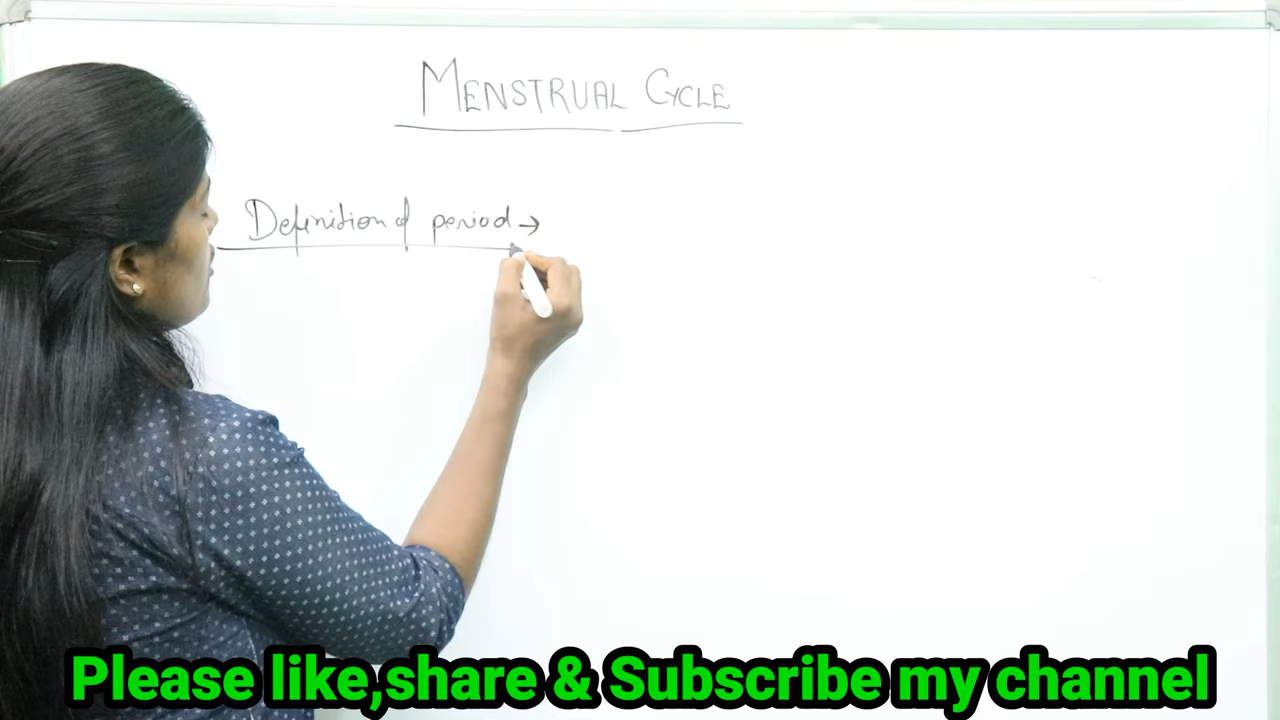 MENSTRUAL CYCLE
Definition of period →
Please like,share & Subscribe my channel